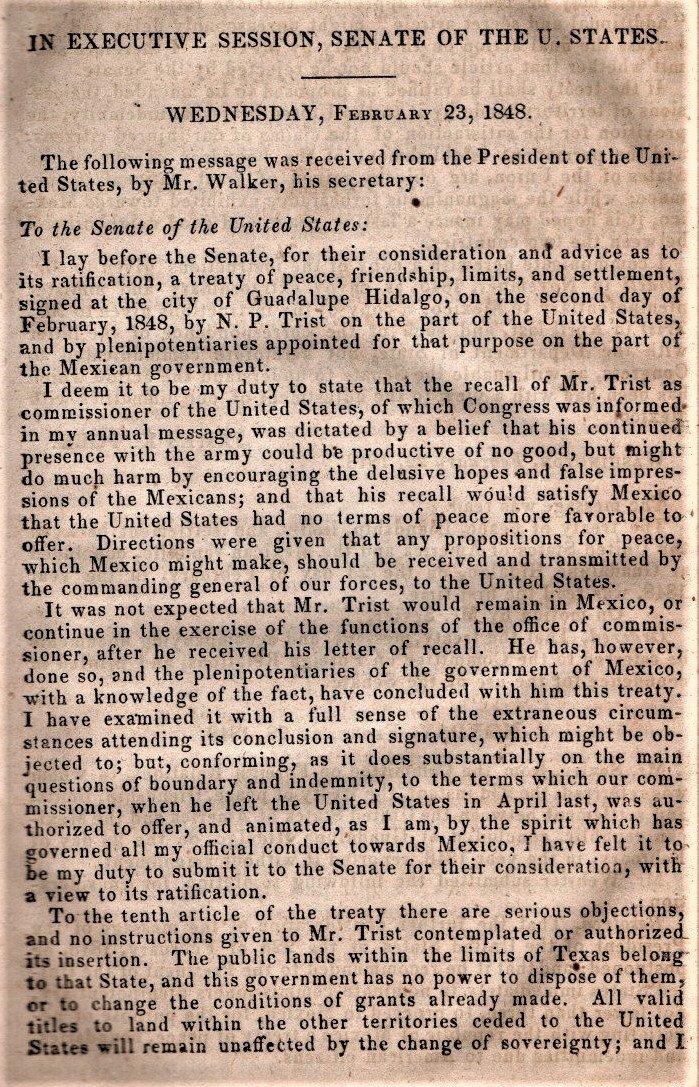 IN EXECUTIVE SESSION, SENATE OF THE U. STATES.
WEDNESDAY, FEBRUARY 23, 1848.
The following message was received from the President of the Uni-
ted States, by Mr. Walker, his secretary:
To the Senate of the United States:
I lay before the Senate, for their consideration and advice as to
its ratification, a treaty of peace, friendship, limits, and settlement,
signed at the city of Guadalupe Hidalgo, on the second day of
February, 1848, by N. P. Trist on the part of the United States,
and by plenipotentiaries appointed for that purpose on the part of
the Mexican government.
I deem it to be my duty to state that the recall of Mr. Trist as
commissioner of the United States, of which Congress was informed
in my annual message, was dictated by a belief that his continued
presence with the army could be productive of no good, but might
do much harm by encouraging the delusive hopes and false impres-
sions of the Mexicans; and that his recall would satisfy Mexico
that the United States had no terms of peace more favorable to
offer. Directions were given that any propositions for peace,
which Mexico might make, should be received and transmitted by
the commanding general of our forces, to the United States.
It was not expected that Mr. Trist would remain in Mexico, or
continue in the exercise of the functions of the office of commis-
sioner, after he received his letter of recall. He has, however,
done so, and the plenipotentiaries of the government of Mexico,
with a knowledge of the fact, have concluded with him this treaty.
I have examined it with a full sense of the extraneous circum-
stances attending its conclusion and signature, which might be ob-
jected to; but, conforming, as it does substantially on the main
questions of boundary and indemnity, to the terms which our com-
missioner, when he left the United States in April last, was au-
thorized to offer, and animated, as I am, by the spirit which has
governed all my official conduct towards Mexico, I have felt it to
be my duty to submit it to the Senate for their consideration, with
a view to its ratification.
To the tenth article of the treaty there are serious objections,
and no instructions given to Mr. Trist contemplated or authorized
its insertion. The public lands within the limits of Texas belong
to that State, and this government has no power to dispose of them,
or to change the conditions of grants already made. All valid
titles to land within the other territories ceded to the United
States will remain unaffected by the change of sovereignty; and I